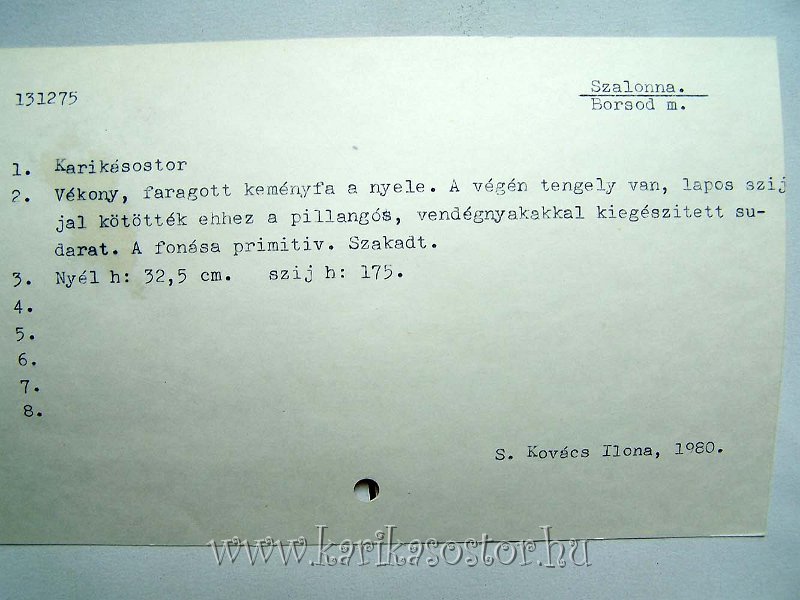 131275
Szalonna.
Borsod m.
1. Karikásostor
2. Vékony, faragott keményfa a nyele. A végén tengely van, lapos szij
jal kötötték ehhez a pillangós, vendégnyakakkal kiegészitett su-
darat. A fonása primitiv. Szakadt.
3. Nyél h: 32,5 cm. szij h: 175.
4.
5.
6.
7.
8.
S. Kovács Ilona, 1980.
www.karikasostor.hu